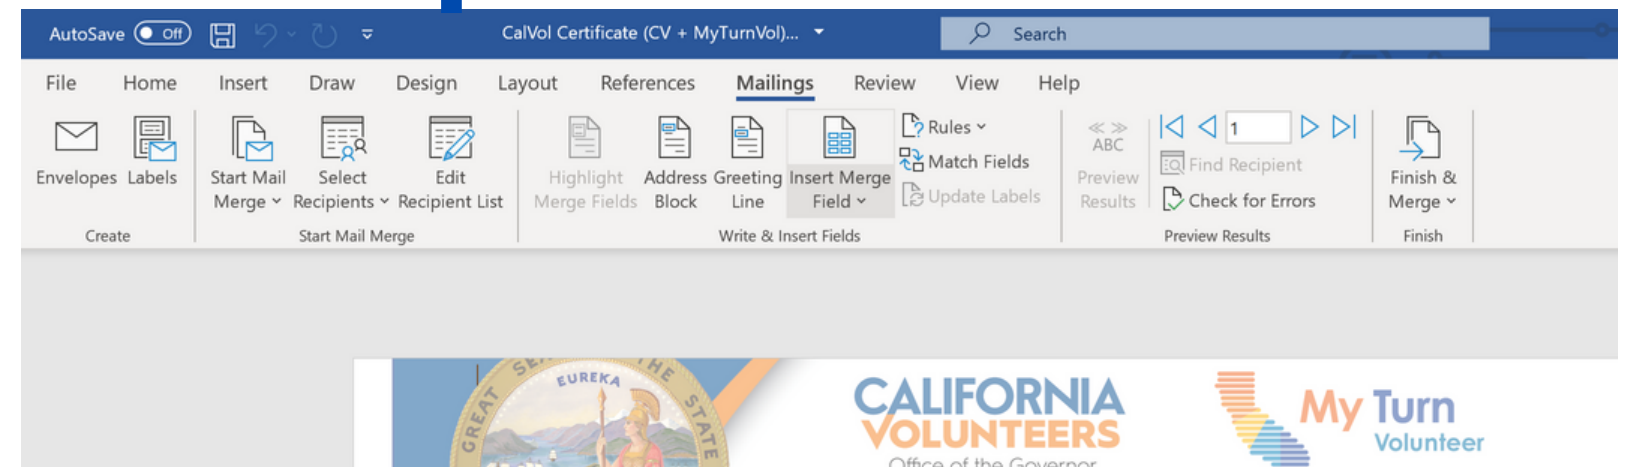 AutoSave Off CalVol Certificate (CV + MyTurnVol)... Search
File Home Insert Draw Design Layout References Mailings Review View Help
Envelopes Labels
Create
Start Mail Merge Select Recipients Edit Recipient List
Start Mail Merge
Highlight Merge Fields Address Block Greeting Line Insert Merge Field
Rules
Match Fields
Update Labels
Write & Insert Fields
ABC
Preview Results
1
Find Recipient
Check for Errors
Preview Results
Finish & Merge
Finish
GREAT SEAL OF THE STATE
EUREKA
CALIFORNIA
VOLUNTEERS
Office of the Governor
My Turn
Volunteer